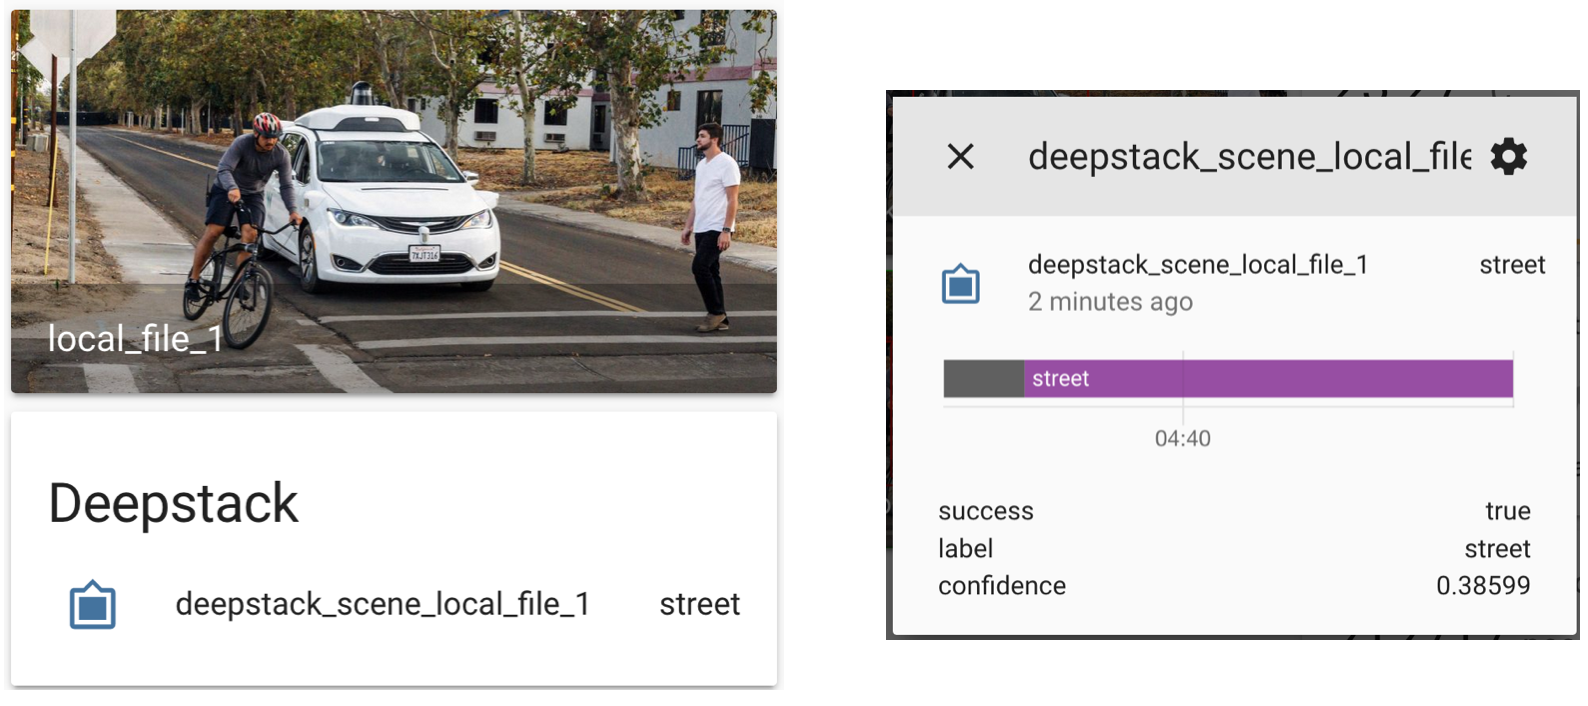 7XJT316
local_file_1
Deepstack
deepstack_scene_local_file_1 street
deepstack_scene_local_file
deepstack_scene_local_file_1 street
2 minutes ago
street
04:40
success true
label street
confidence 0.38599